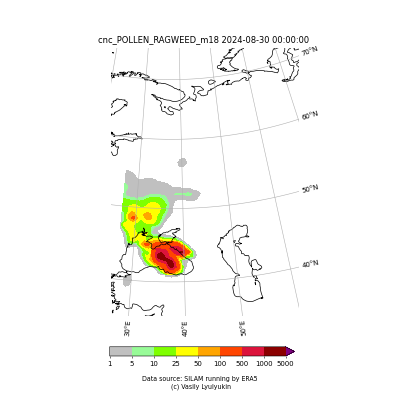 cnc_POLLEN_RAGWEED_m18 2024-08-30 00:00:00
70°N
60°N
50°N
40°N
30°E 40°E 50°E
1 5 10 25 50 100 500 1000 5000
Data source: SILAM running by ERA5
(c) Vasily Lyulyukin